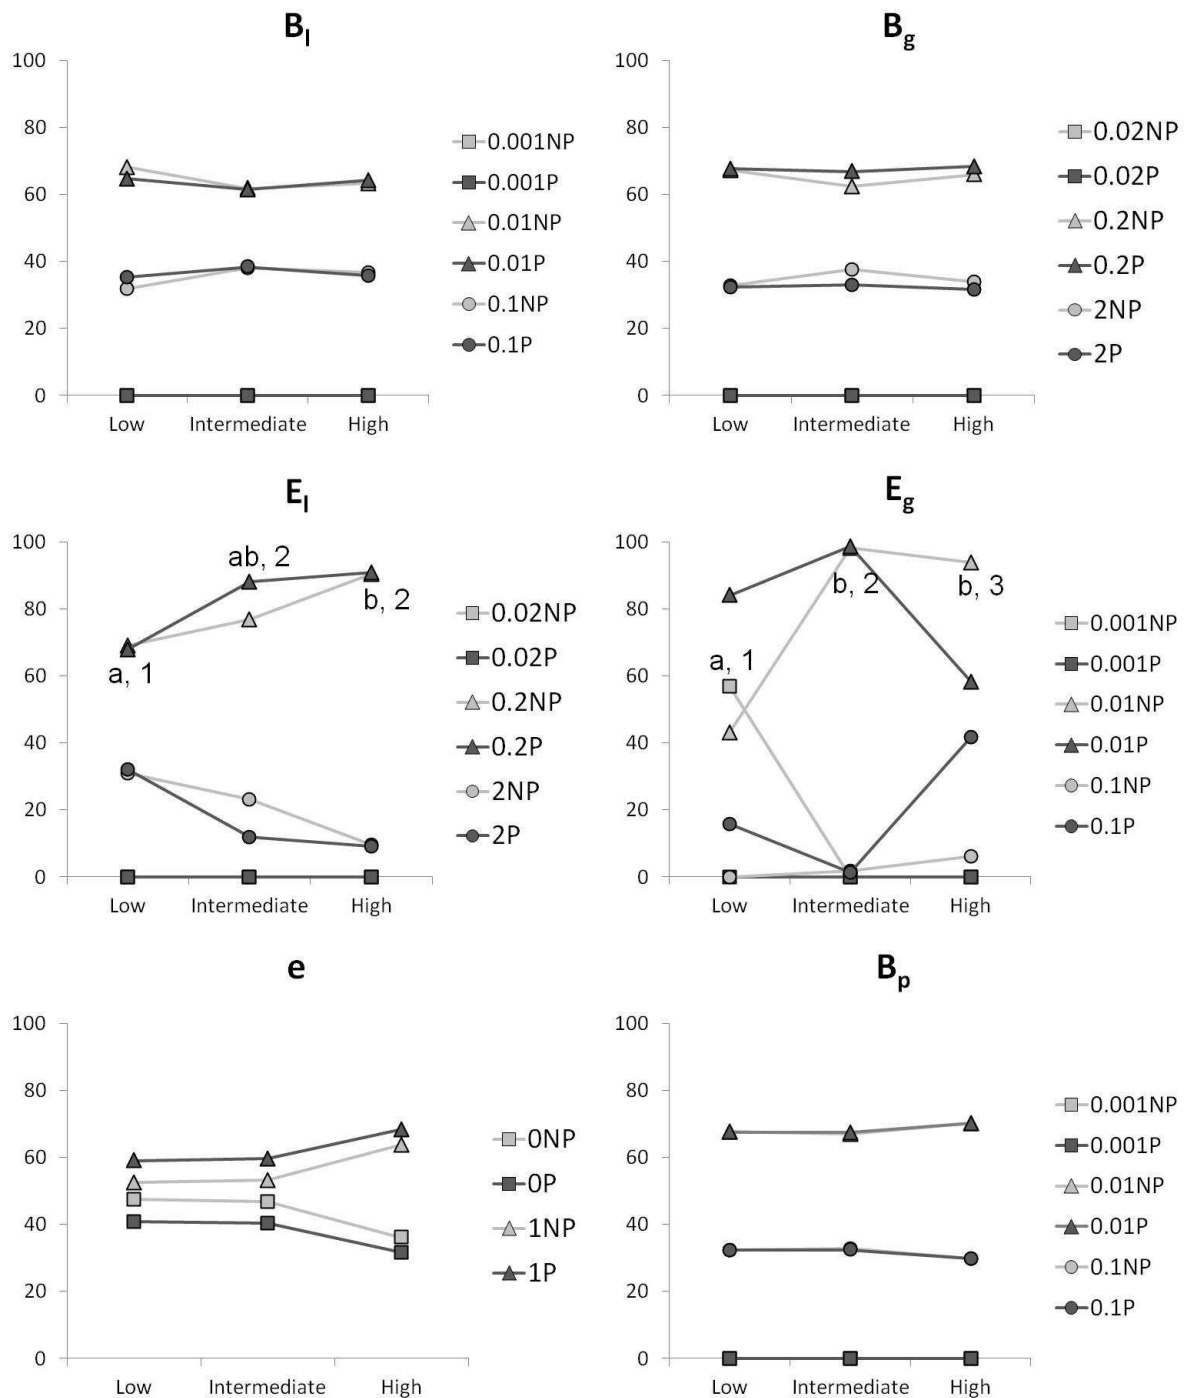 B_l
100
80
60
40
20
0
Low Intermediate High
0.001NP
0.001P
0.01NP
0.01P
0.1NP
0.1P
B_g
100
80
60
40
20
0
Low Intermediate High
0.02NP
0.02P
0.2NP
0.2P
2NP
2P
E_l
100
80
60
40
20
0
ab, 2
b, 2
a, 1
Low Intermediate High
0.02NP
0.02P
0.2NP
0.2P
2NP
2P
E_g
100
80
60
40
20
0
b, 2
b, 3
a, 1
Low Intermediate High
0.001NP
0.001P
0.01NP
0.01P
0.1NP
0.1P
e
100
80
60
40
20
0
Low Intermediate High
0NP
0P
1NP
1P
B_p
100
80
60
40
20
0
Low Intermediate High
0.001NP
0.001P
0.01NP
0.01P
0.1NP
0.1P